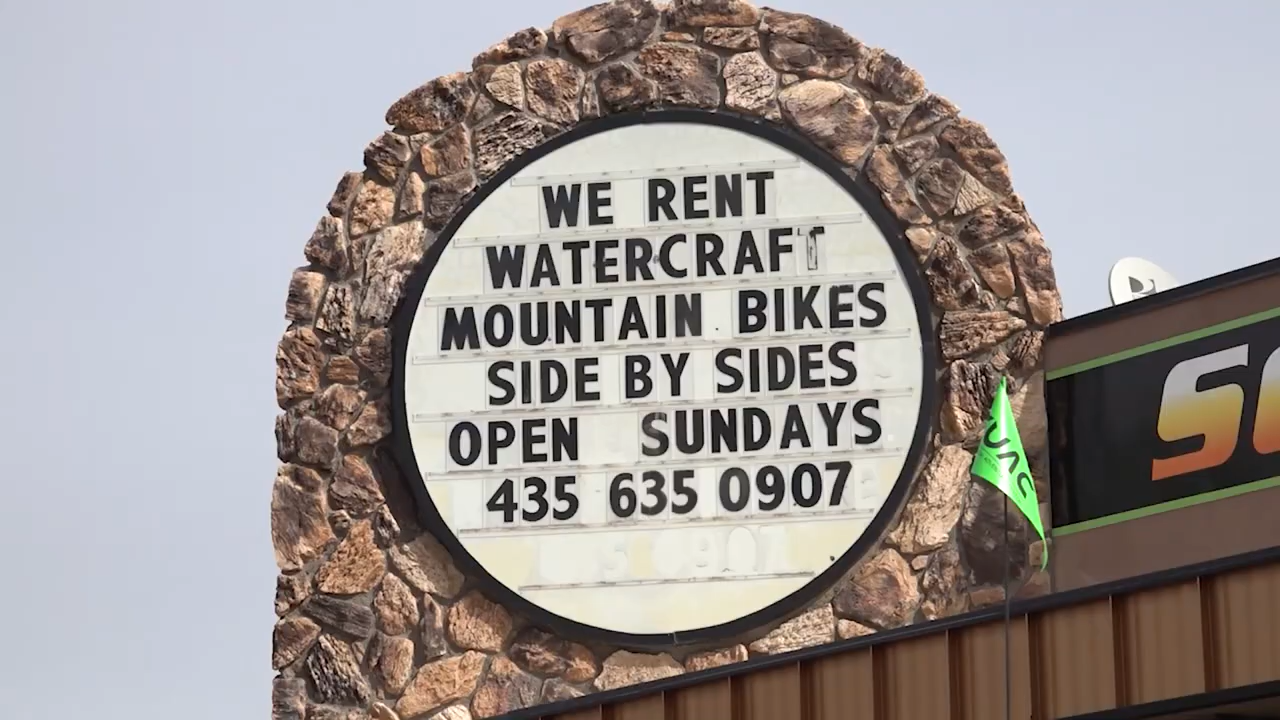 WE RENT
WATERCRAFT
MOUNTAIN BIKES
SIDE BY SIDES
OPEN SUNDAYS
435 635 0907